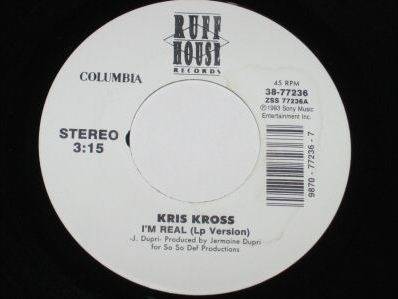 RUFF
HOUSE
RECORDS
COLUMBIA
45 RPM
38-77236
ZSS 77236A
℗1993 Sony Music
Entertainment Inc.
STEREO
3:15
9870 - 77236 - 7
KRIS KROSS
I'M REAL (Lp Version)
-J. Dupri- Produced by Jermaine Dupri
for So So Def Productions